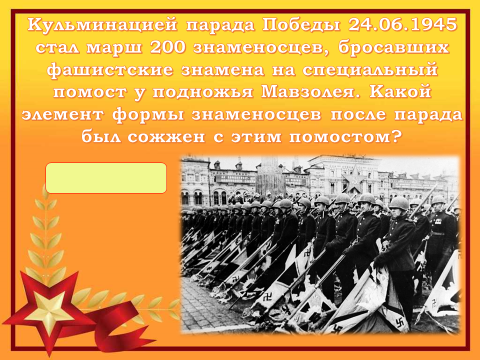 Кульминацией парада Победы 24.06.1945
стал марш 200 знаменосцев, бросавших
фашистские знамена на специальный
помост у подножья Мавзолея. Какой
элемент формы знаменосцев после парада
был сожжен с этим помостом?